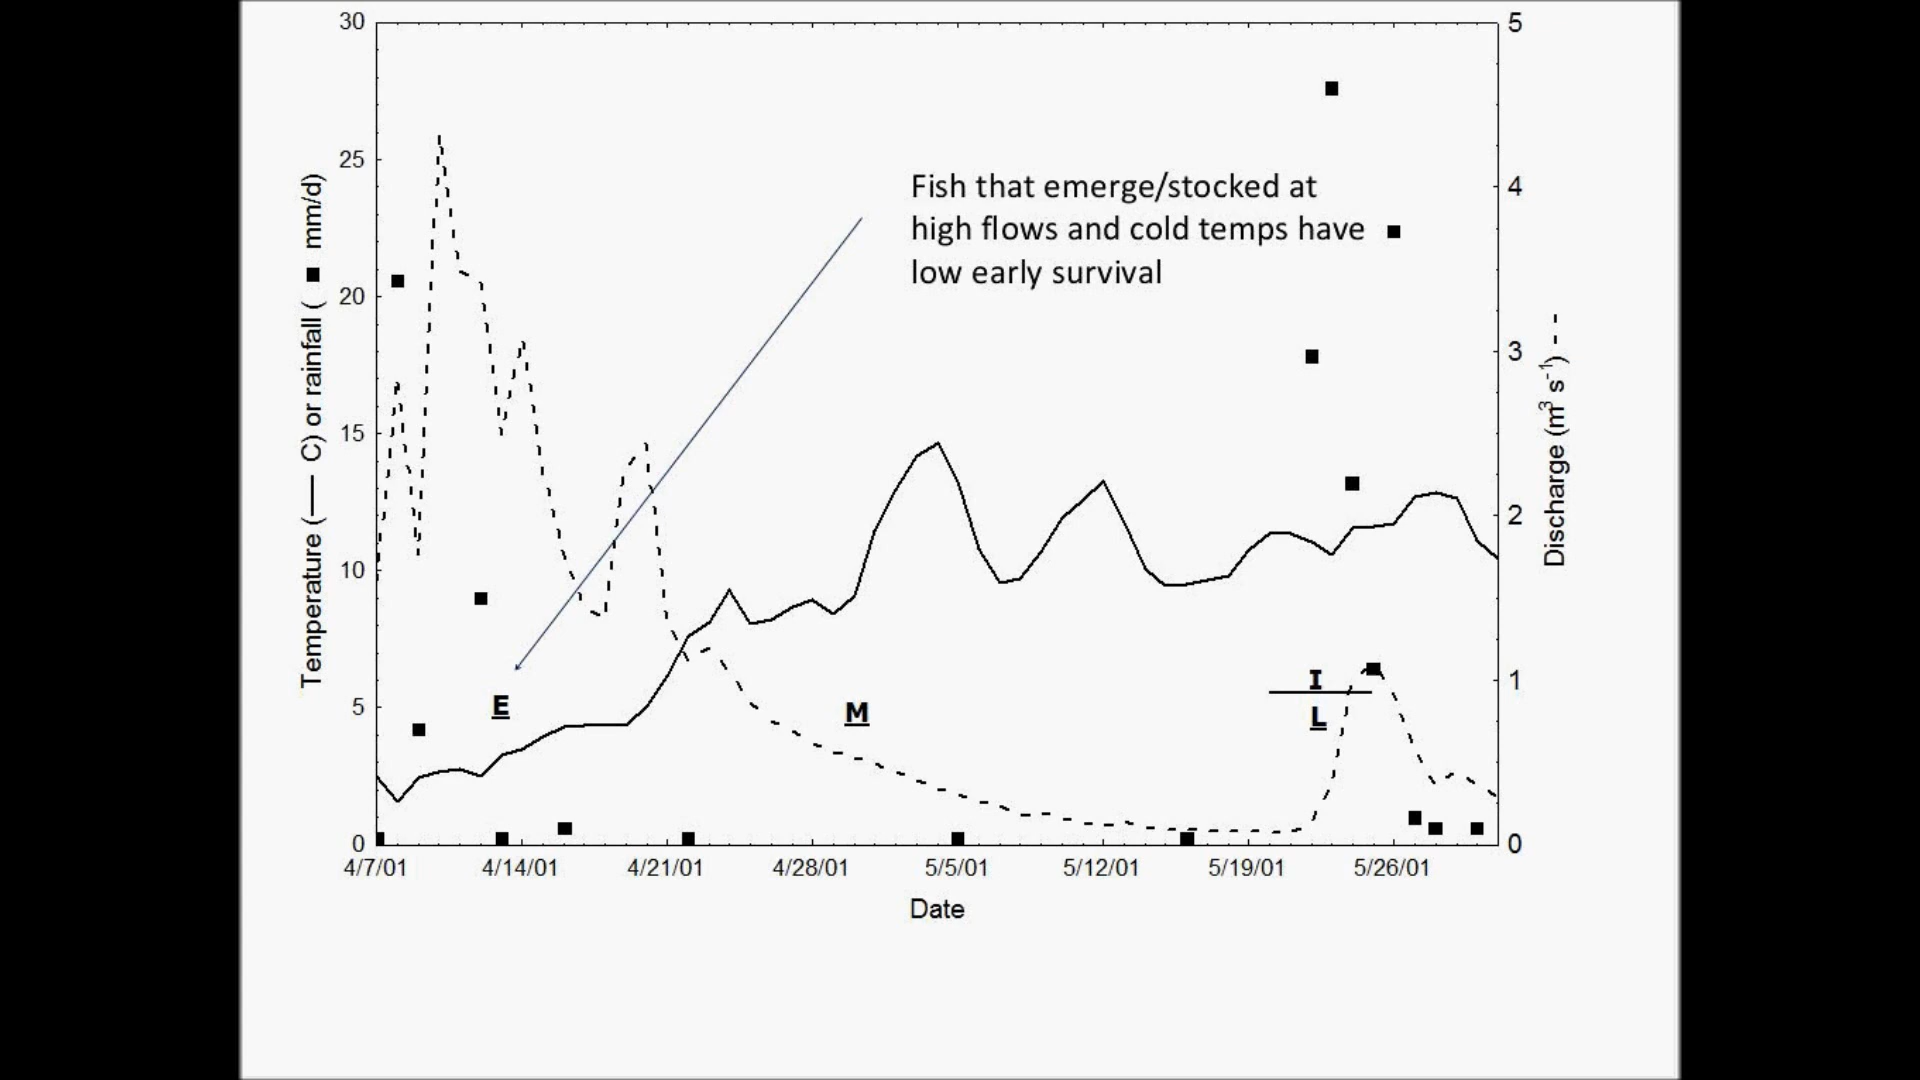 30
25
20
15
10
5
0
5
4
3
2
1
0
Temperature (—— C) or rainfall ( ■ mm/d)
Discharge (m³ s⁻¹) ---
Fish that emerge/stocked at
high flows and cold temps have
low early survival
E
M
I
L
4/7/01 4/14/01 4/21/01 4/28/01 5/5/01 5/12/01 5/19/01 5/26/01
Date